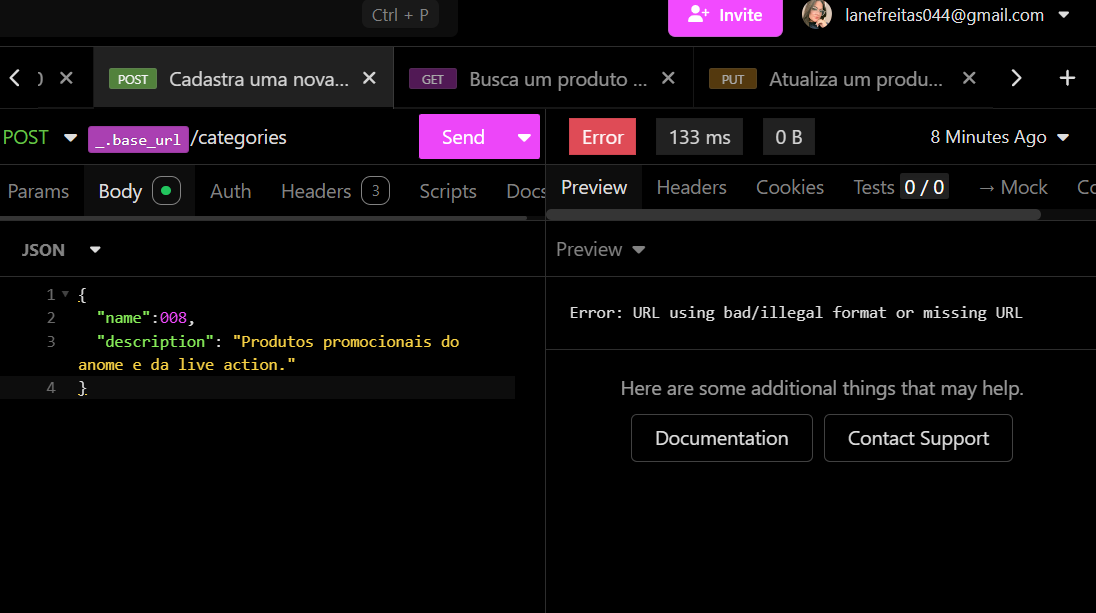 Ctrl + P
Invite
lanefreitas044@gmail.com
POST Cadastra uma nova...
GET Busca um produto ...
PUT Atualiza um produ...
POST _.base_url/categories
Send
Error 133 ms 0 B
8 Minutes Ago
Params Body Auth Headers 3 Scripts Docs
Preview Headers Cookies Tests 0 / 0 → Mock Co
JSON
Preview
1 {
2 "name":008,
3 "description": "Produtos promocionais do
anome e da live action."
4 }
Error: URL using bad/illegal format or missing URL
Here are some additional things that may help.
Documentation
Contact Support